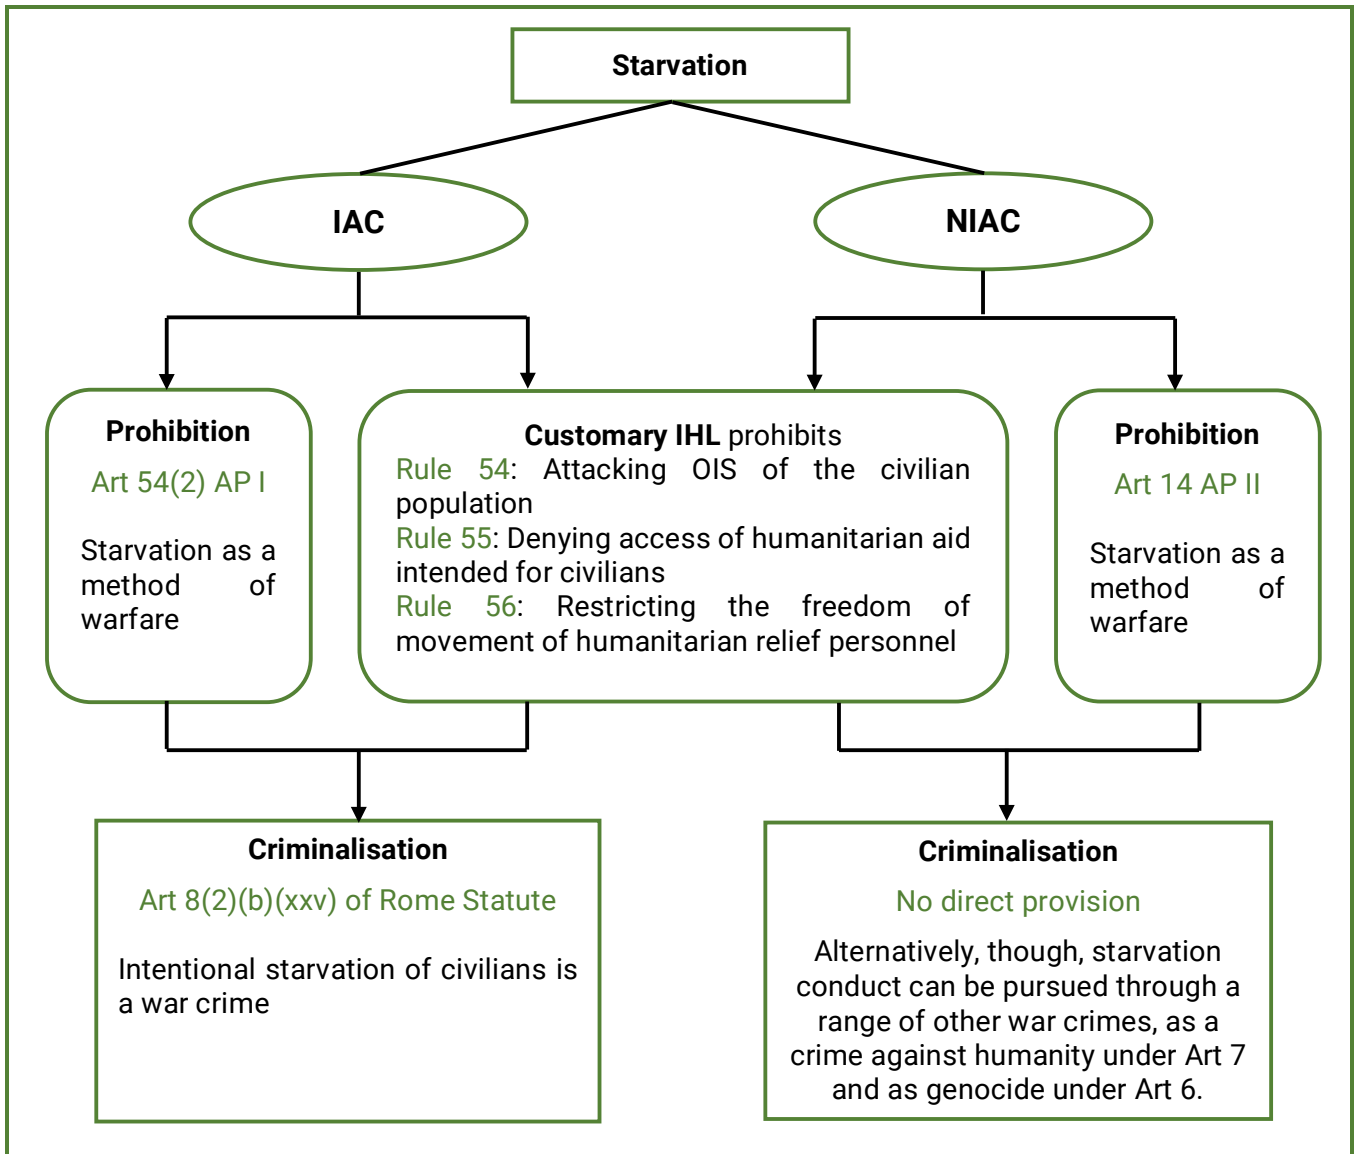 Starvation
IAC
NIAC
Prohibition
Art 54(2) AP I
Starvation as a
method of
warfare
Customary IHL prohibits
Rule 54: Attacking OIS of the civilian
population
Rule 55: Denying access of humanitarian aid
intended for civilians
Rule 56: Restricting the freedom of
movement of humanitarian relief personnel
Prohibition
Art 14 AP II
Starvation as a
method of
warfare
Criminalisation
Art 8(2)(b)(xxv) of Rome Statute
Intentional starvation of civilians is
a war crime
Criminalisation
No direct provision
Alternatively, though, starvation
conduct can be pursued through a
range of other war crimes, as a
crime against humanity under Art 7
and as genocide under Art 6.